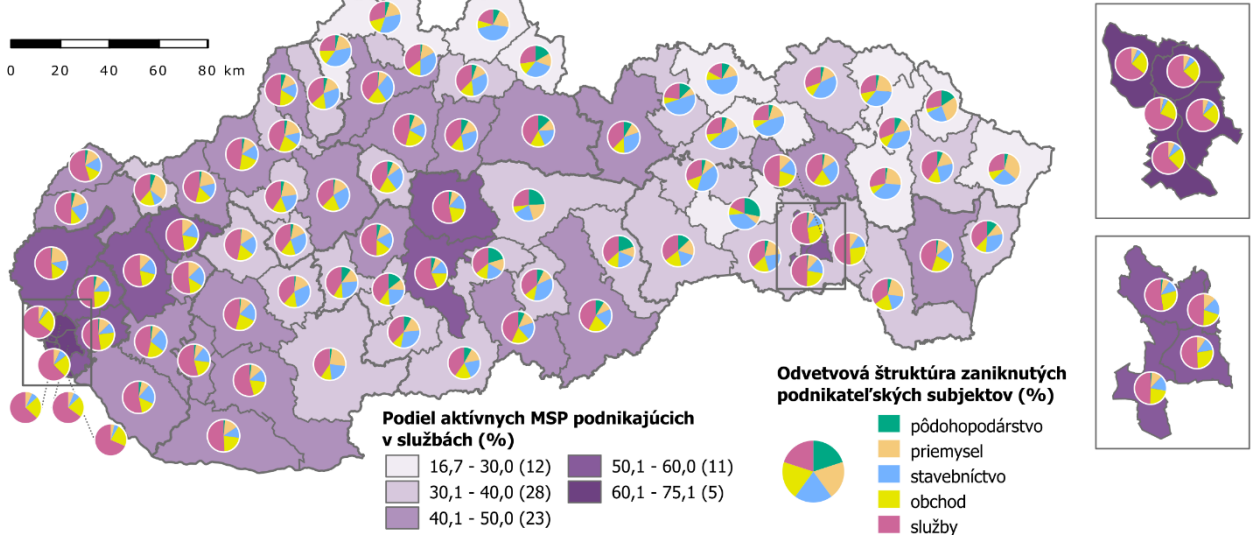 0 20 40 60 80 km
Podiel aktívnych MSP podnikajúcich
v službách (%)
16,7 - 30,0 (12)
30,1 - 40,0 (28)
40,1 - 50,0 (23)
50,1 - 60,0 (11)
60,1 - 75,1 (5)
Odvetvová štruktúra zaniknutých
podnikateľských subjektov (%)
pôdohopodárstvo
priemysel
stavebníctvo
obchod
služby